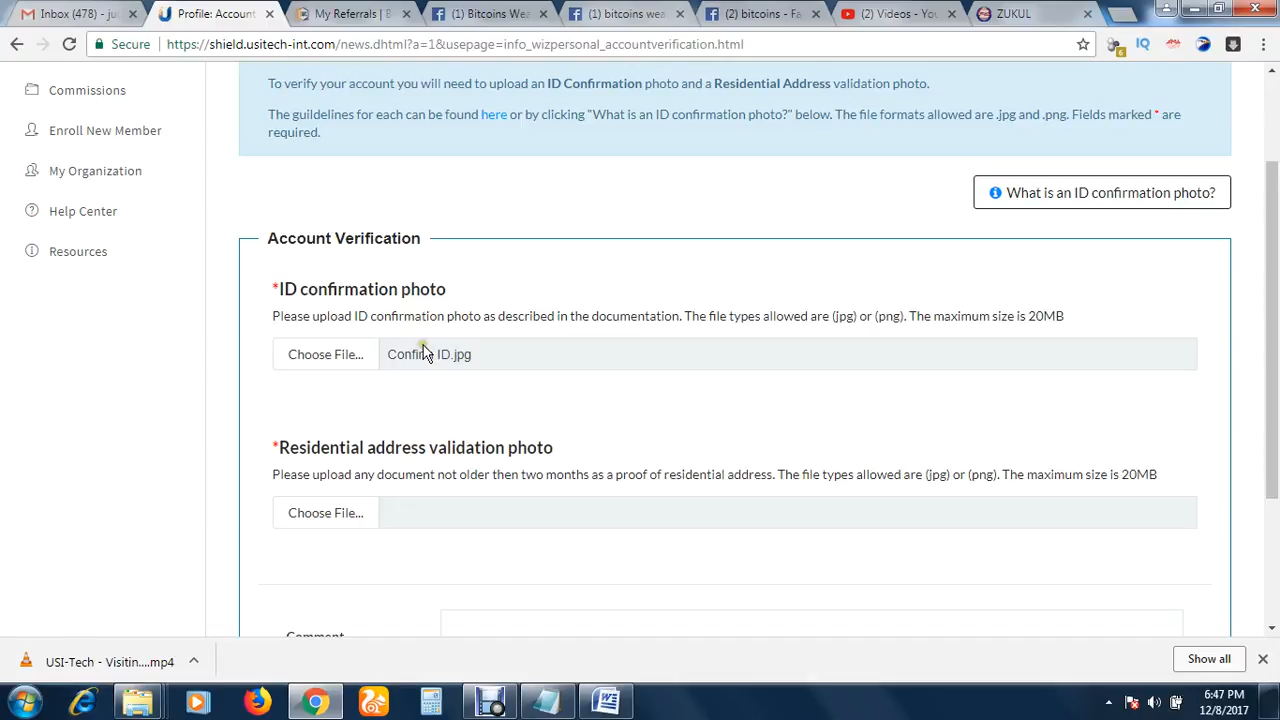 Inbox (478) - jug
Profile: Account
My Referrals | B
(1) Bitcoins Wea
(1) bitcoins wea
(2) bitcoins - Fa
(2) Videos - You
ZUKUL
Secure
https://shield.usitech-int.com/news.dhtml?a=1&usepage=info_wizpersonal_accountverification.html
Commissions
Enroll New Member
My Organization
Help Center
Resources
To verify your account you will need to upload an ID Confirmation photo and a Residential Address validation photo.
The guildelines for each can be found here or by clicking "What is an ID confirmation photo?" below. The file formats allowed are .jpg and .png. Fields marked * are
required.
What is an ID confirmation photo?
Account Verification
*ID confirmation photo
Please upload ID confirmation photo as described in the documentation. The file types allowed are (jpg) or (png). The maximum size is 20MB
Choose File... Confirm ID.jpg
*Residential address validation photo
Please upload any document not older then two months as a proof of residential address. The file types allowed are (jpg) or (png). The maximum size is 20MB
Choose File...
Comment
USI-Tech - Visitin....mp4
Show all
6:47 PM
12/8/2017